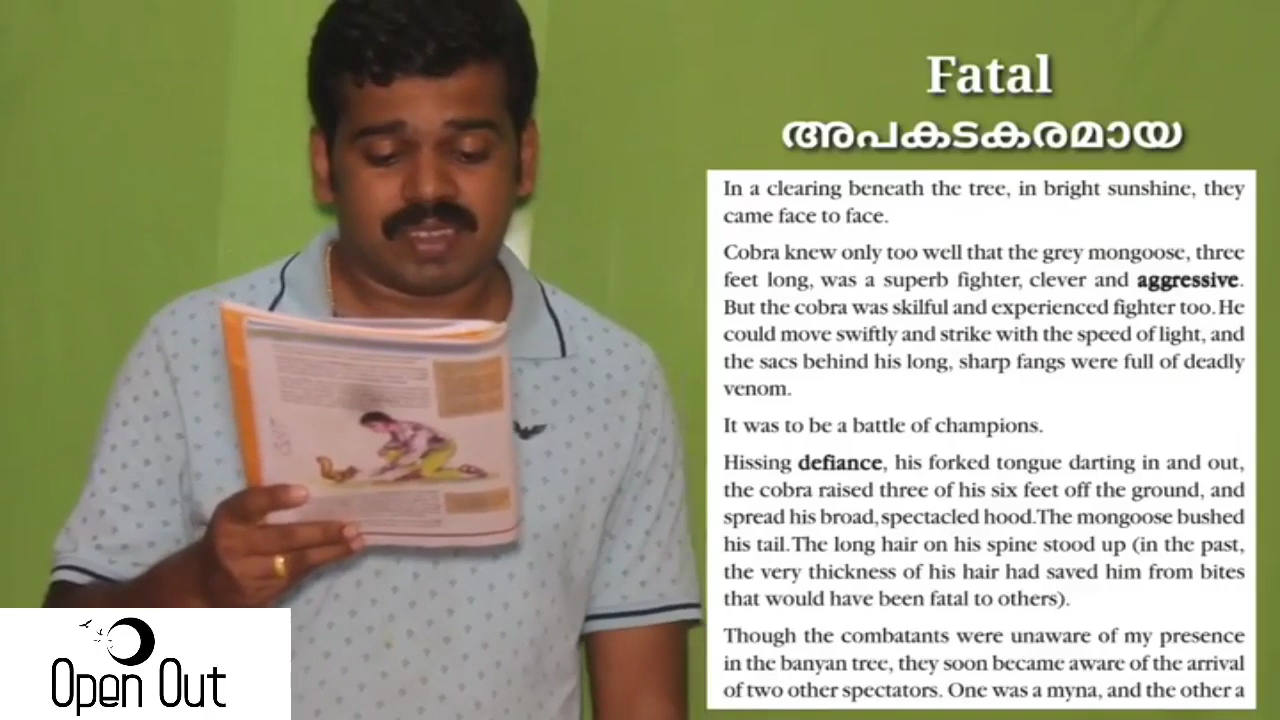 Fatal
അപകടകരമായ
In a clearing beneath the tree, in bright sunshine, they
came face to face.
Cobra knew only too well that the grey mongoose, three
feet long, was a superb fighter, clever and aggressive.
But the cobra was skilful and experienced fighter too. He
could move swiftly and strike with the speed of light, and
the sacs behind his long, sharp fangs were full of deadly
venom.
It was to be a battle of champions.
Hissing defiance, his forked tongue darting in and out,
the cobra raised three of his six feet off the ground, and
spread his broad, spectacled hood. The mongoose bushed
his tail. The long hair on his spine stood up (in the past,
the very thickness of his hair had saved him from bites
that would have been fatal to others).
Though the combatants were unaware of my presence
in the banyan tree, they soon became aware of the arrival
of two other spectators. One was a myna, and the other a
Open Out